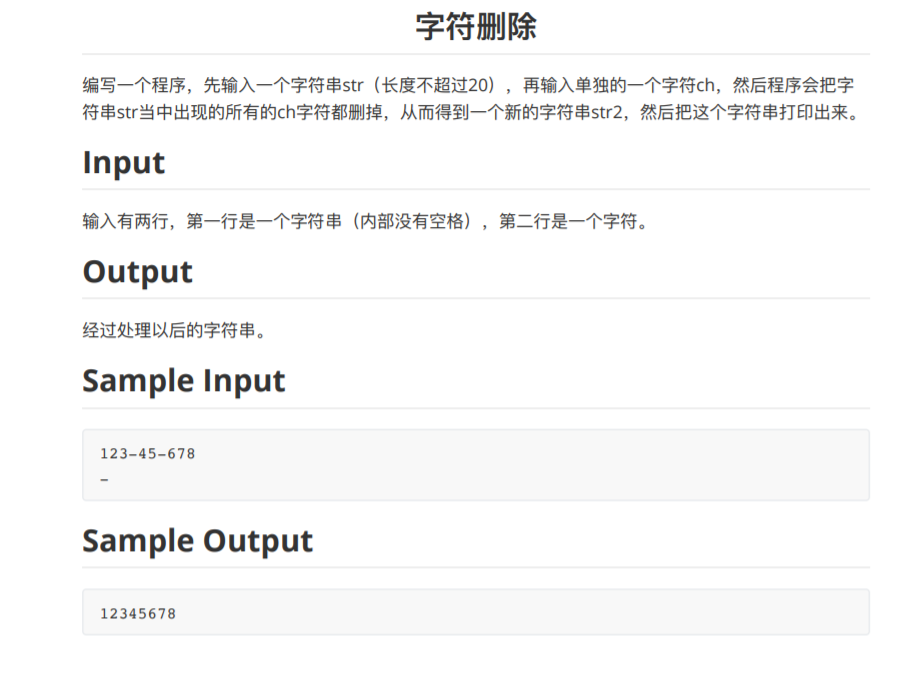 字符删除
编写一个程序，先输入一个字符串str（长度不超过20），再输入单独的一个字符ch，然后程序会把字
符串str当中出现的所有的ch字符都删掉，从而得到一个新的字符串str2，然后把这个字符串打印出来。
Input
输入有两行，第一行是一个字符串（内部没有空格），第二行是一个字符。
Output
经过处理以后的字符串。
Sample Input
123-45-678
-
Sample Output
12345678